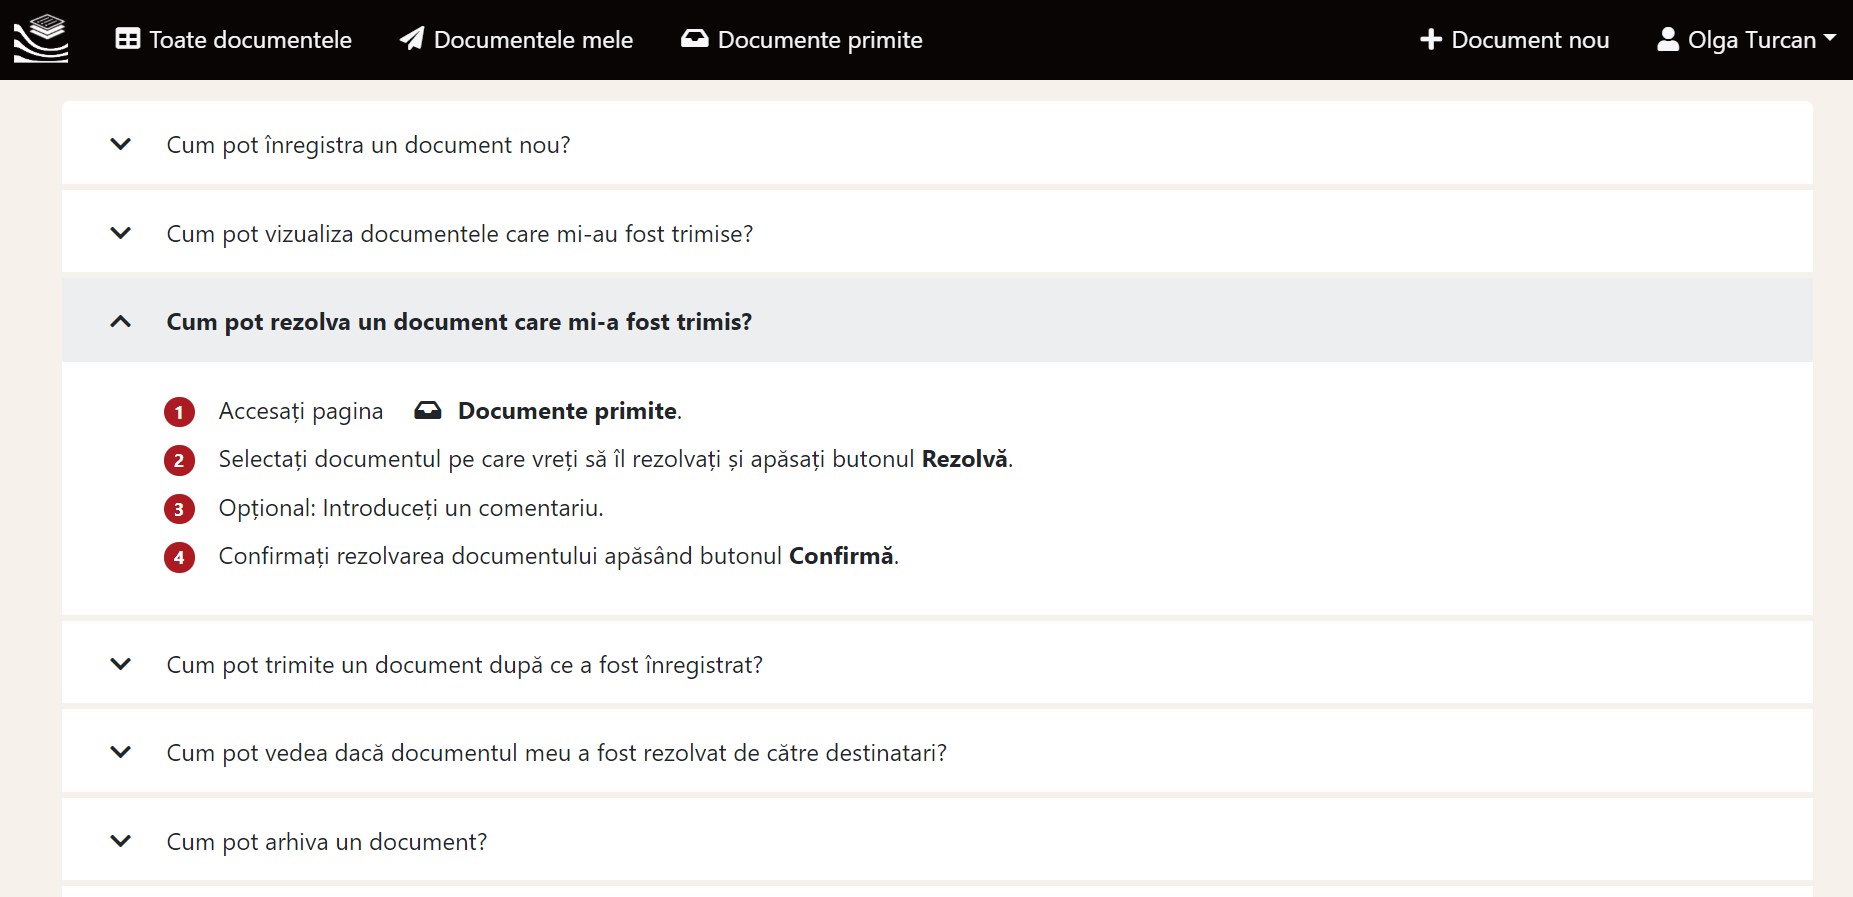 Toate documentele Documentele mele Documente primite Document nou Olga Turcan
Cum pot înregistra un document nou?
Cum pot vizualiza documentele care mi-au fost trimise?
Cum pot rezolva un document care mi-a fost trimis?
1 Accesați pagina Documente primite.
2 Selectați documentul pe care vreți să îl rezolvați și apăsați butonul Rezolvă.
3 Opțional: Introduceți un comentariu.
4 Confirmați rezolvarea documentului apăsând butonul Confirmă.
Cum pot trimite un document după ce a fost înregistrat?
Cum pot vedea dacă documentul meu a fost rezolvat de către destinatari?
Cum pot arhiva un document?